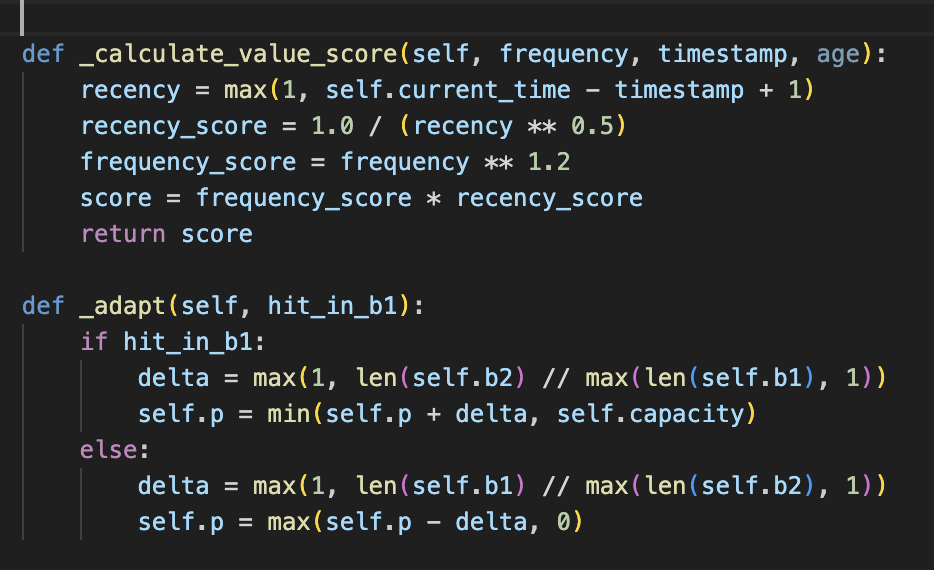 def _calculate_value_score(self, frequency, timestamp, age):
    recency = max(1, self.current_time - timestamp + 1)
    recency_score = 1.0 / (recency ** 0.5)
    frequency_score = frequency ** 1.2
    score = frequency_score * recency_score
    return score

def _adapt(self, hit_in_b1):
    if hit_in_b1:
        delta = max(1, len(self.b2) // max(len(self.b1), 1))
        self.p = min(self.p + delta, self.capacity)
    else:
        delta = max(1, len(self.b1) // max(len(self.b2), 1))
        self.p = max(self.p - delta, 0)